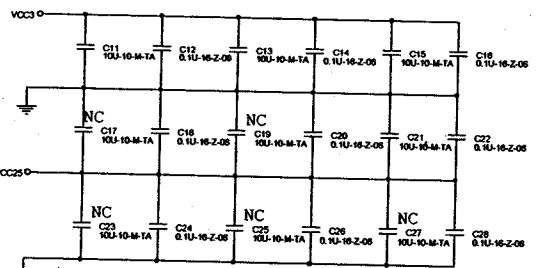 VCC3
C11
10U-10-M-TA
C12
0.1U-16-Z-06
C13
10U-10-M-TA
C14
0.1U-16-Z-06
C15
10U-10-M-TA
C16
0.1U-16-Z-06
NC
C17
10U-10-M-TA
C18
0.1U-16-Z-06
NC
C19
10U-10-M-TA
C20
0.1U-16-Z-06
C21
10U-10-M-TA
C22
0.1U-16-Z-06
CC25
NC
C23
10U-10-M-TA
C24
0.1U-16-Z-06
NC
C25
10U-10-M-TA
C26
0.1U-16-Z-06
NC
C27
10U-10-M-TA
C28
0.1U-16-Z-06